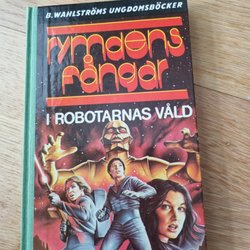 B.WAHLSTRÖMS UNGDOMSBÖCKER
rymdens
fångar
I ROBOTARNAS VÅLD